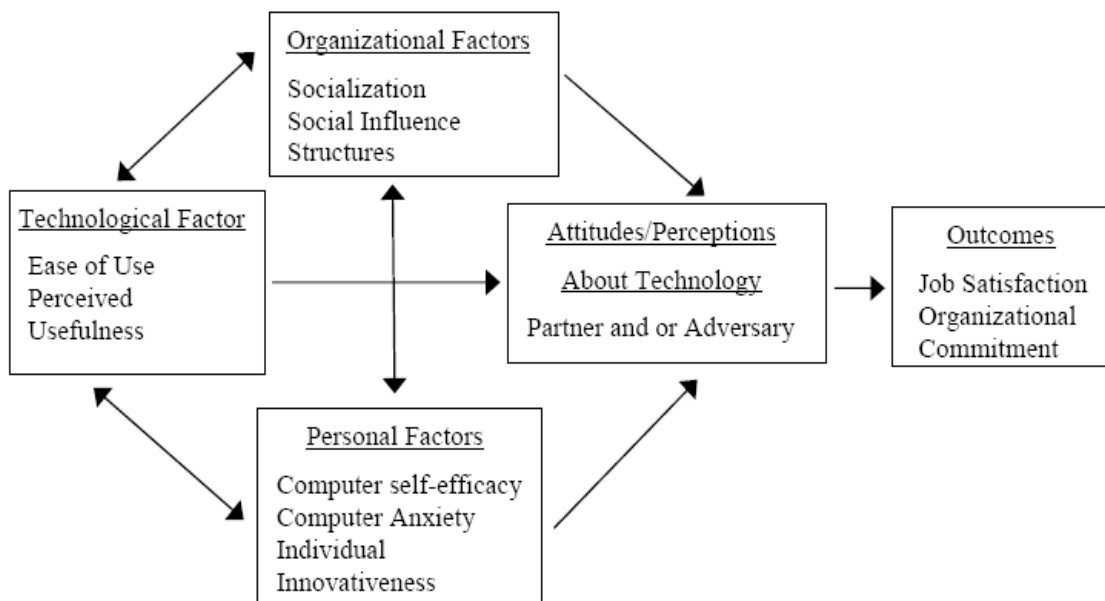 Organizational Factors
Socialization
Social Influence
Structures
Technological Factor
Ease of Use
Perceived
Usefulness
Attitudes/Perceptions
About Technology
Partner and or Adversary
Outcomes
Job Satisfaction
Organizational
Commitment
Personal Factors
Computer self-efficacy
Computer Anxiety
Individual
Innovativeness